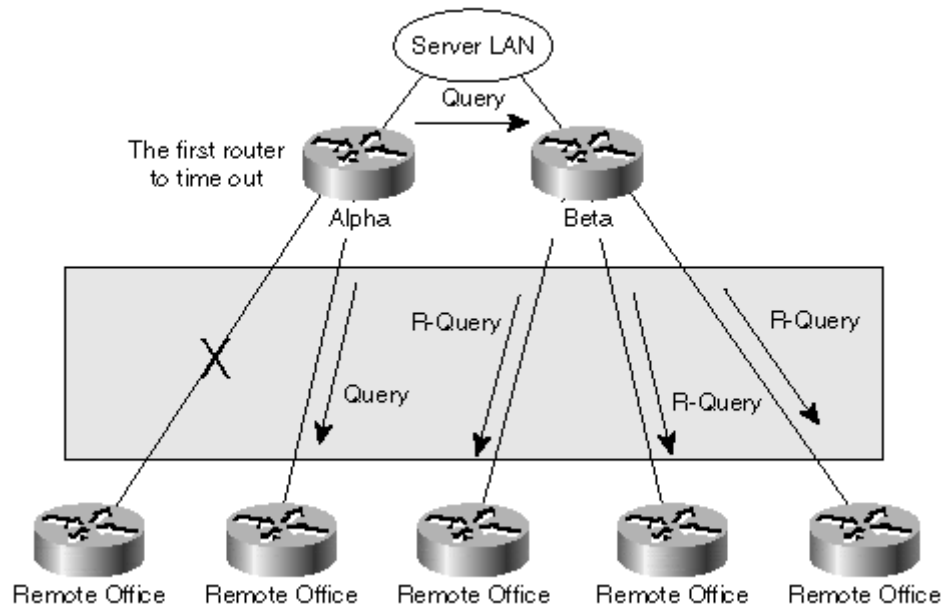 Server LAN
Query
The first router
to time out
Alpha
Beta
R-Query
R-Query
Query
R-Query
X
Remote Office
Remote Office
Remote Office
Remote Office
Remote Office